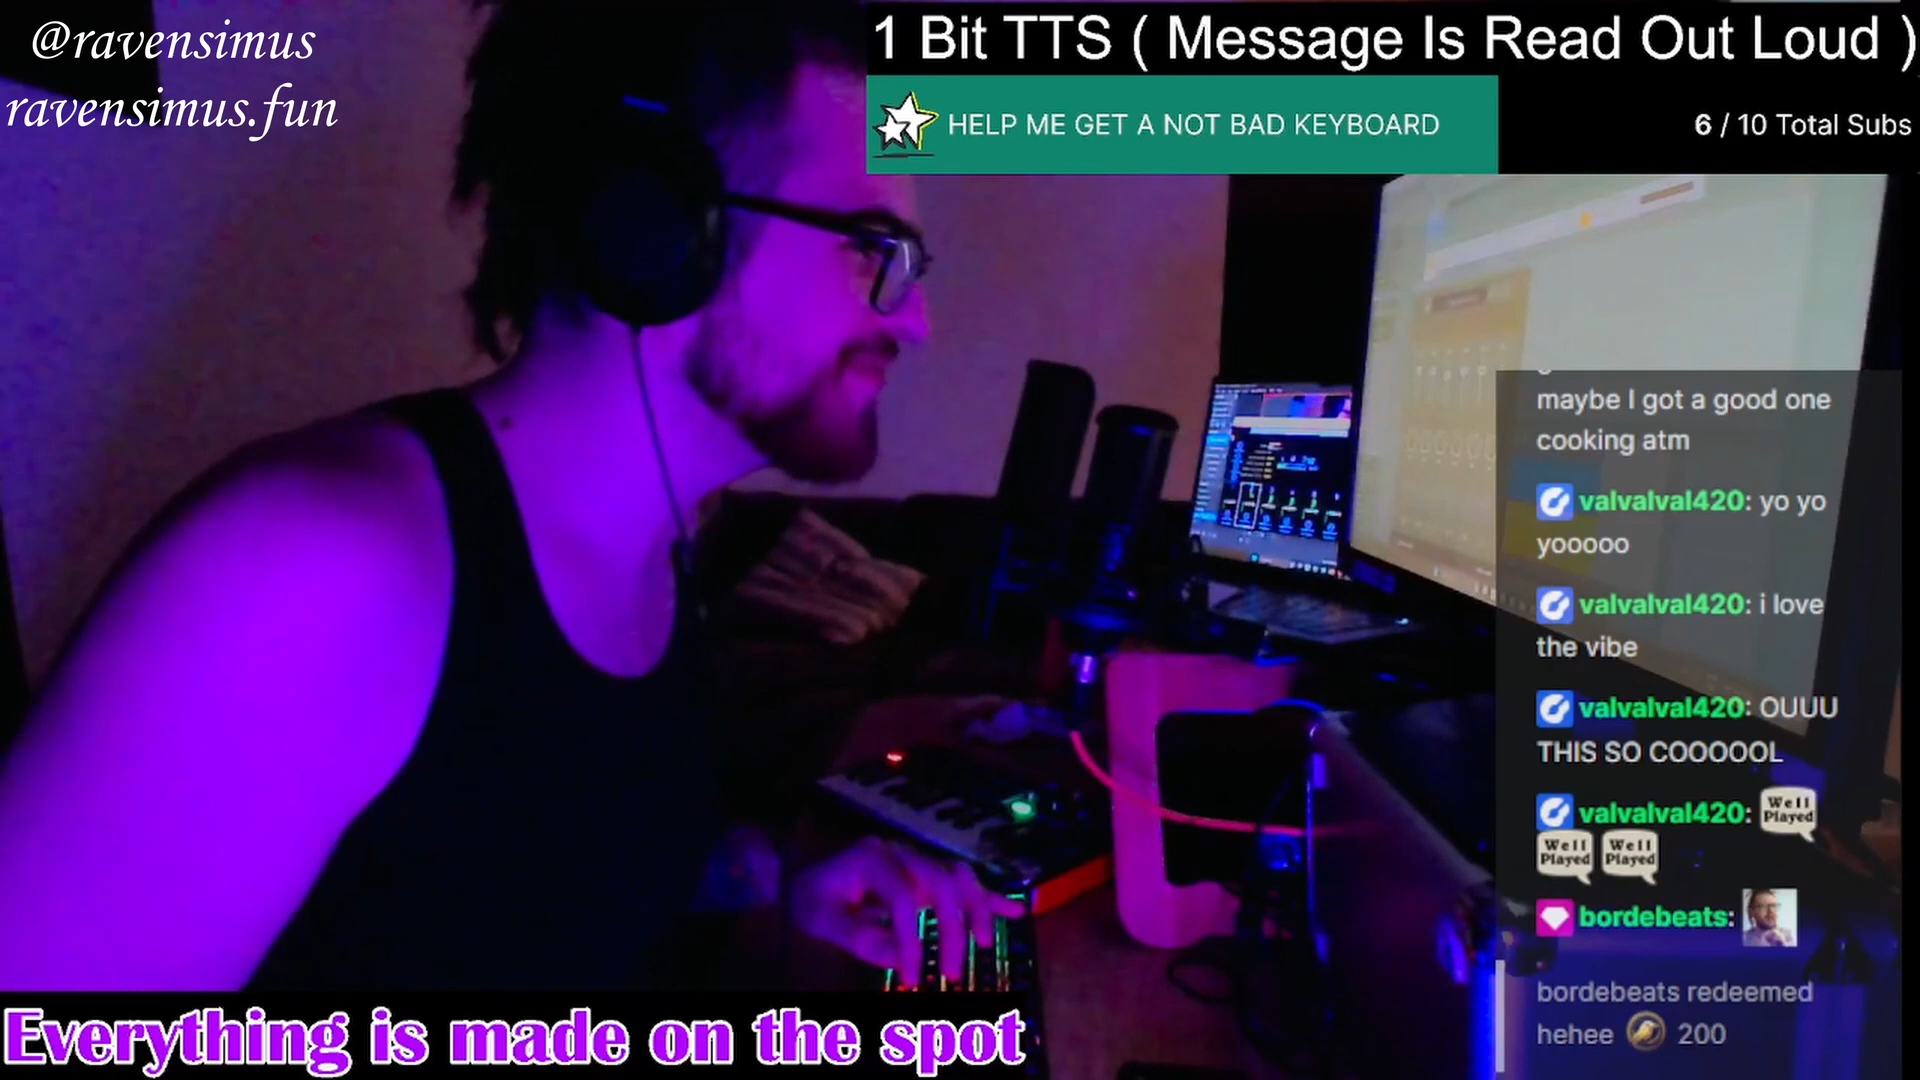 @ravensimus
ravensimus.fun
1 Bit TTS ( Message Is Read Out Loud )
HELP ME GET A NOT BAD KEYBOARD
6 / 10 Total Subs
maybe I got a good one
cooking atm
valvalval420: yo yo
yooooo
valvalval420: i love
the vibe
valvalval420: OUUU
THIS SO COOOOOL
valvalval420: Well Played
Well Played Well Played
bordebeats:
bordebeats redeemed
hehee 200
Everything is made on the spot